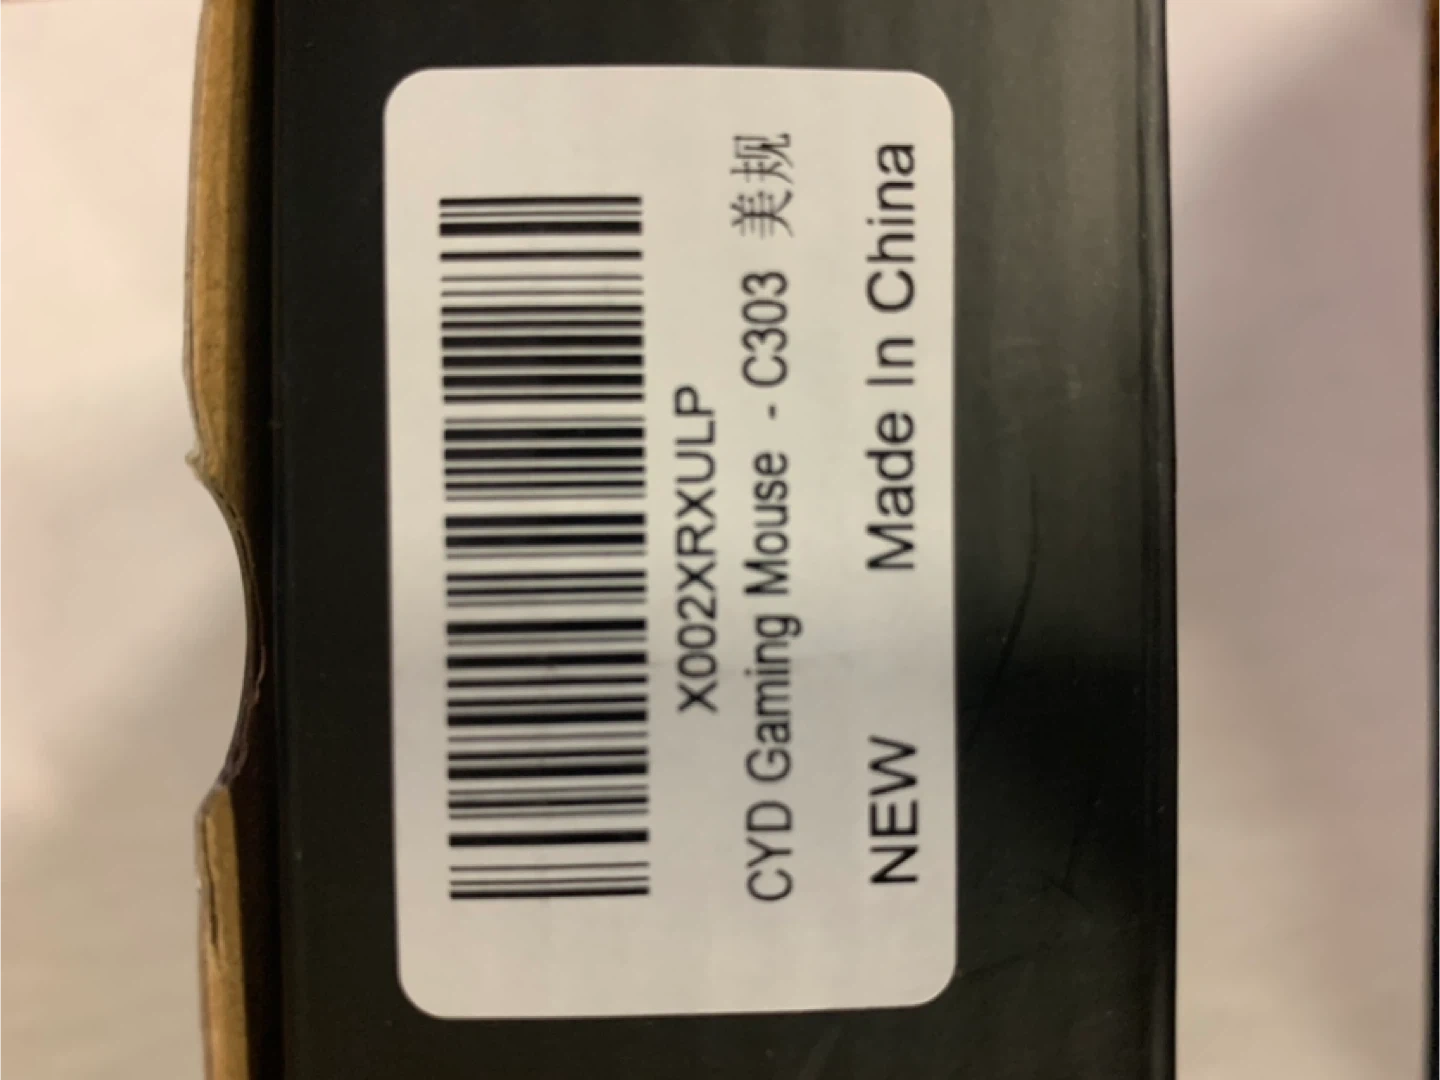 X002XRXULP
CYD Gaming Mouse - C303 美规
NEW Made In China